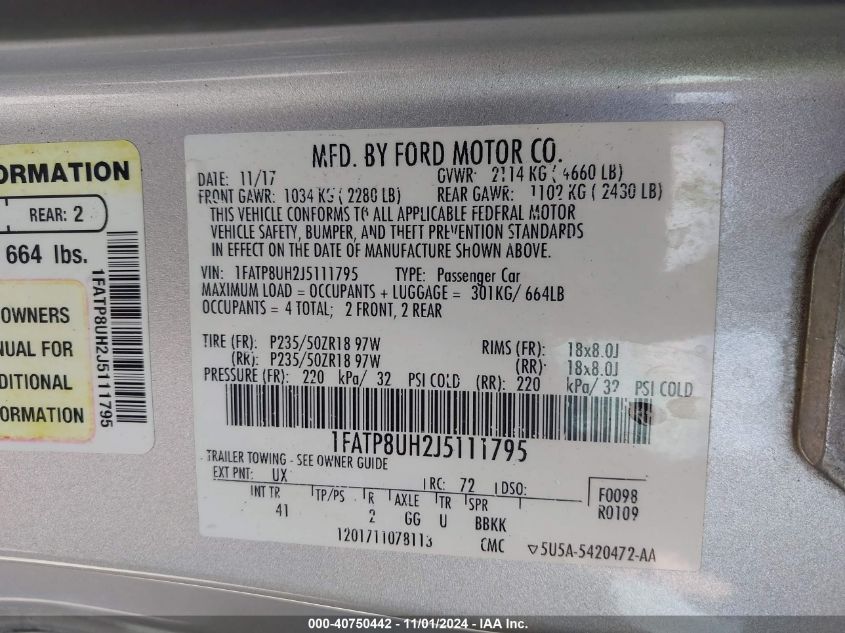 ORMATION
REAR: 2
664 lbs.
OWNERS
NUAL FOR
DITIONAL
FORMATION
1FATP8UH2J5111795
MFD. BY FORD MOTOR CO.
DATE: 11/17 GVWR: 2114 KG ( 4660 LB)
FRONT GAWR: 1034 KG ( 2280 LB) REAR GAWR: 1102 KG ( 2430 LB)
THIS VEHICLE CONFORMS TO ALL APPLICABLE FEDERAL MOTOR
VEHICLE SAFETY, BUMPER, AND THEFT PREVENTION STANDARDS
IN EFFECT ON THE DATE OF MANUFACTURE SHOWN ABOVE.
VIN: 1FATP8UH2J5111795 TYPE: Passenger Car
MAXIMUM LOAD = OCCUPANTS + LUGGAGE = 301KG/ 664LB
OCCUPANTS = 4 TOTAL; 2 FRONT, 2 REAR
TIRE (FR): P235/50ZR18 97W RIMS (FR): 18x8.0J
(RR): P235/50ZR18 97W (RR): 18x8.0J
PRESSURE (FR): 220 kPa/ 32 PSI COLD (RR): 220 kPa/ 32 PSI COLD
1FATP8UH2J5111795
TRAILER TOWING - SEE OWNER GUIDE
EXT PNT: UX RC: 72 DSO: F0098
INT TR TP/PS R AXLE TR SPR R0109
41 2 GG U BBKK
1201711078113 CMC ▽5U5A-5420472-AA
000-40750442 - 11/01/2024 - IAA Inc.